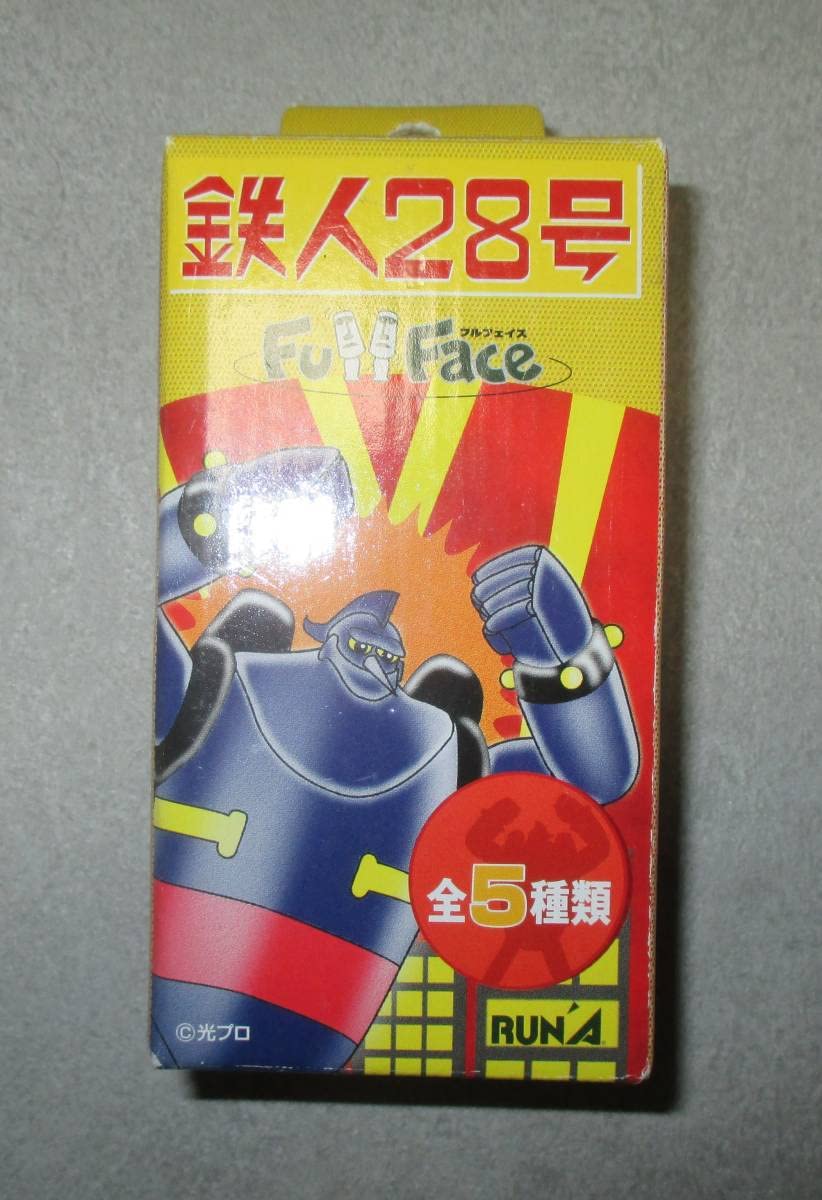 鉄人28号
フルフェイス
Full Face
全5種類
©光プロ
RUN'A